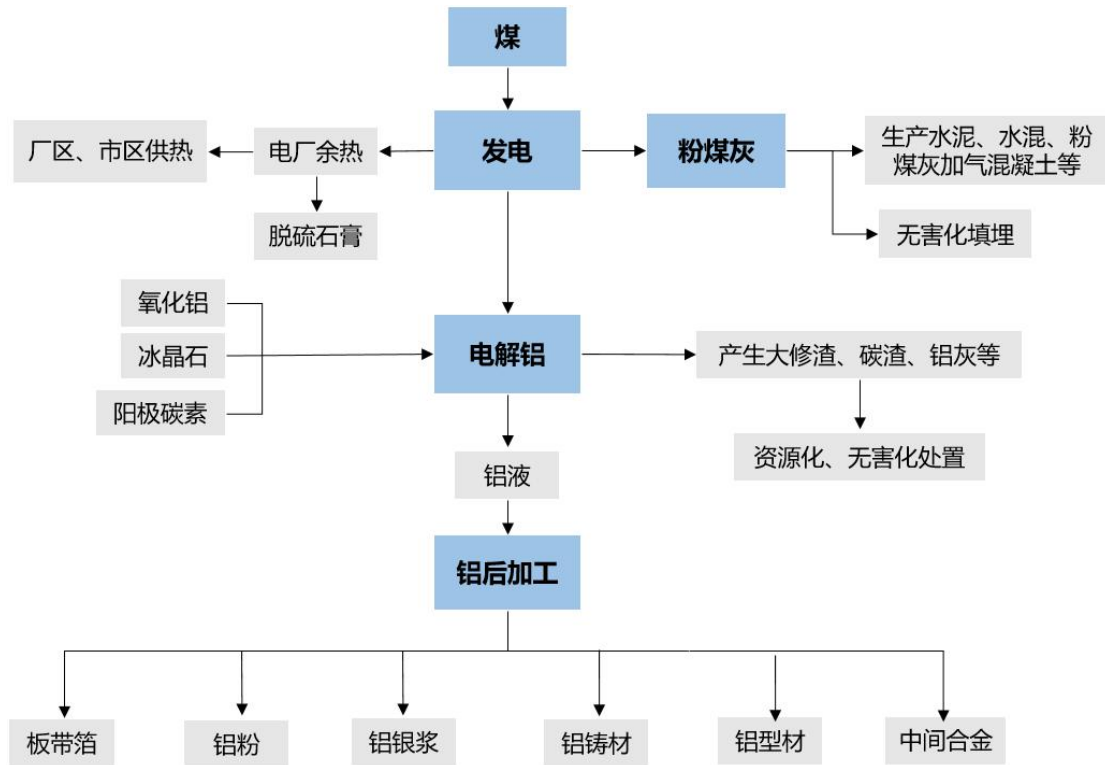 煤
厂区、市区供热
电厂余热
发电
粉煤灰
生产水泥、水混、粉
煤灰加气混凝土等
脱硫石膏
无害化填埋
氧化铝
冰晶石
阳极碳素
电解铝
产生大修渣、碳渣、铝灰等
资源化、无害化处置
铝液
铝后加工
板带箔
铝粉
铝银浆
铝铸材
铝型材
中间合金